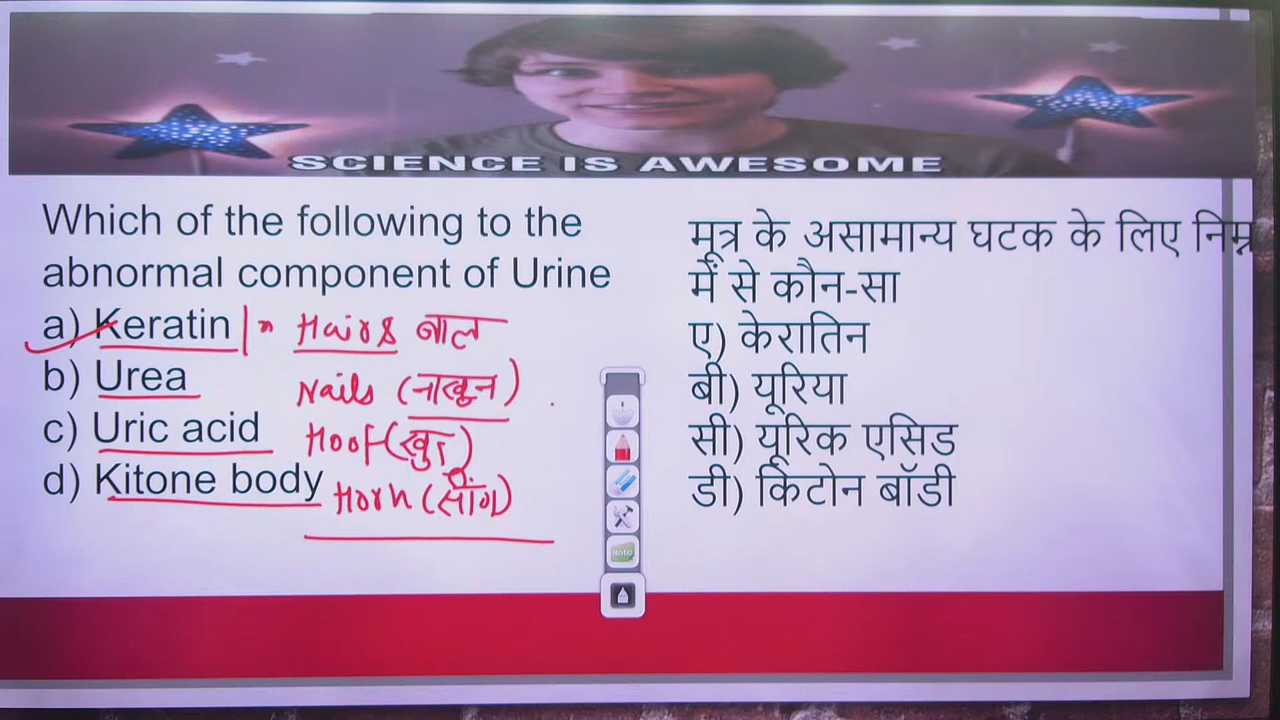 SCIENCE IS AWESOME
Which of the following to the
abnormal component of Urine
a) Keratin
Hairs बाल
b) Urea
Nails (नाखून)
c) Uric acid
Hoof (खुर)
d) Kitone body
Horn (सींग)
मूत्र के असामान्य घटक के लिए निम्न
में से कौन-सा
ए) केरातिन
बी) यूरिया
सी) यूरिक एसिड
डी) किटोन बॉडी
Note